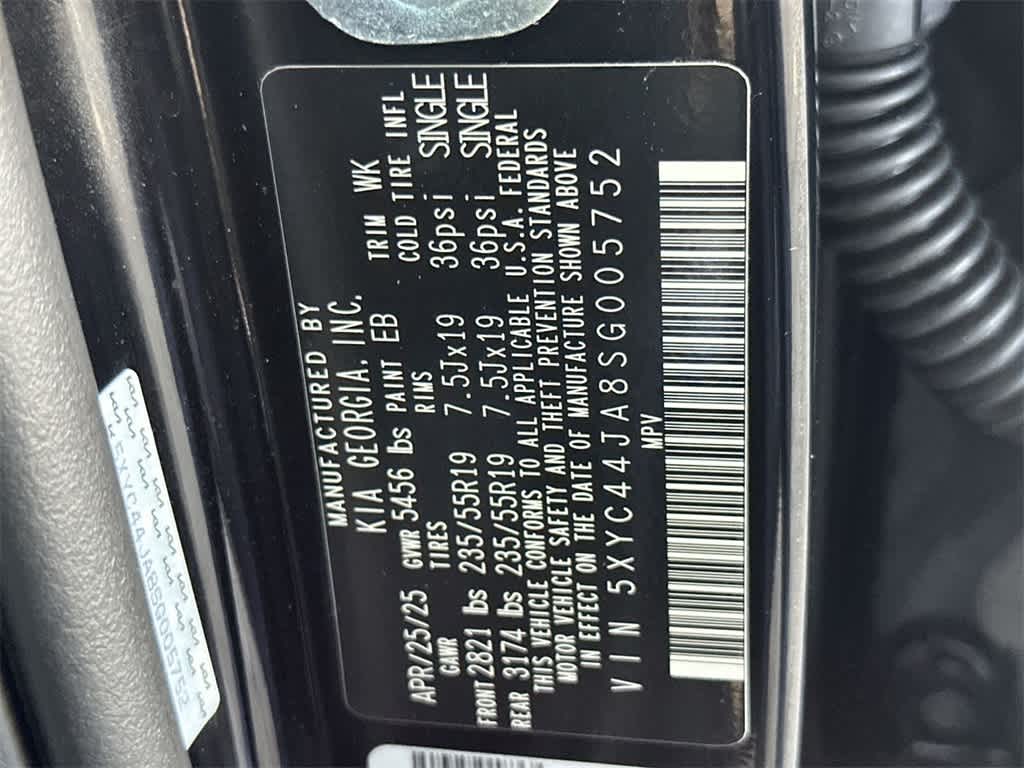 MANUFACTURED BY
KIA GEORGIA, INC.
APR/25/25 GVWR 5456 lbs PAINT EB TRIM WK
GAWR TIRES RIMS COLD TIRE INFL
FRONT 2821 lbs 235/55R19 7.5Jx19 36psi SINGLE
REAR 3174 lbs 235/55R19 7.5Jx19 36psi SINGLE
THIS VEHICLE CONFORMS TO ALL APPLICABLE U.S.A. FEDERAL
MOTOR VEHICLE SAFETY AND THEFT PREVENTION STANDARDS
IN EFFECT ON THE DATE OF MANUFACTURE SHOWN ABOVE
VIN 5XYC44JA8SG005752
MPV
5XYC44JA8SG005752